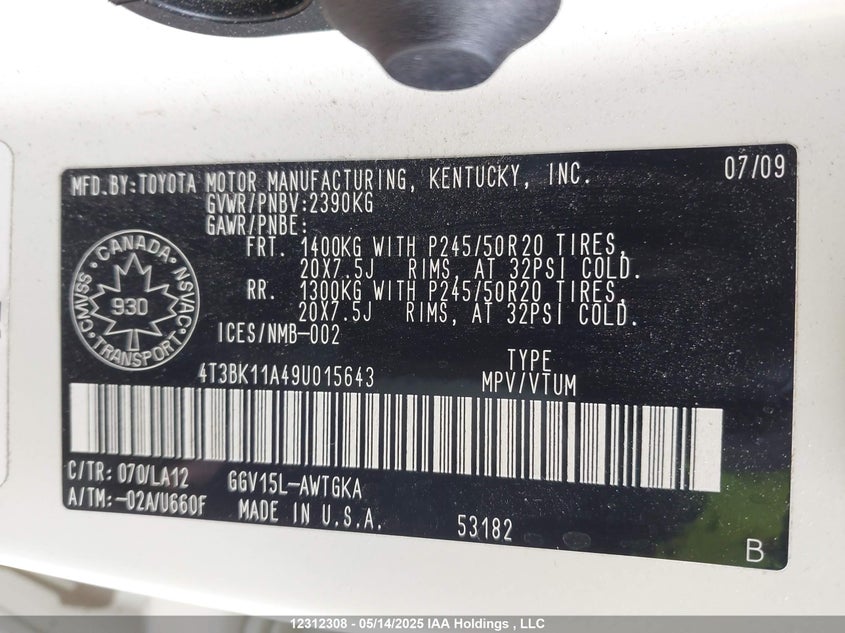 MFD.BY:TOYOTA MOTOR MANUFACTURING, KENTUCKY, INC. 07/09
GVWR/PNBV:2390KG
GAWR/PNBE:
FRT. 1400KG WITH P245/50R20 TIRES,
20X7.5J RIMS, AT 32PSI COLD.
RR. 1300KG WITH P245/50R20 TIRES,
20X7.5J RIMS, AT 32PSI COLD.
CANADA
CMVSS
NSVAC
930
TRANSPORT
ICES/NMB-002
4T3BK11A49U015643
TYPE
MPV/VTUM
C/TR: 070/LA12 GGV15L-AWTGKA
A/TM:-02A/U660F MADE IN U.S.A. 53182
B
12312308 - 05/14/2025 IAA Holdings , LLC